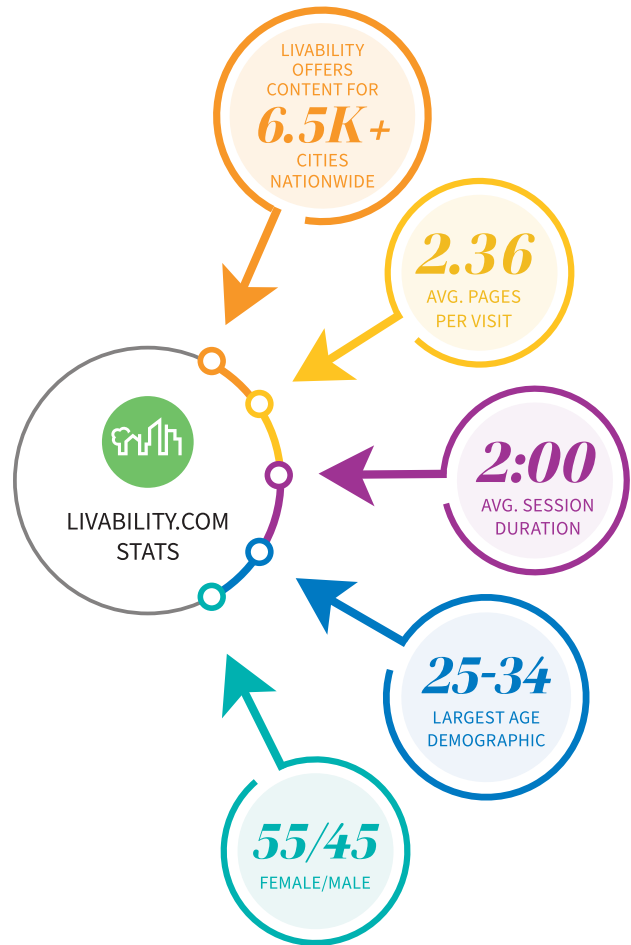 LIVABILITY
OFFERS
CONTENT FOR
6.5K+
CITIES
NATIONWIDE
2.36
AVG. PAGES
PER VISIT
2:00
AVG. SESSION
DURATION
LIVABILITY.COM
STATS
25-34
LARGEST AGE
DEMOGRAPHIC
55/45
FEMALE/MALE